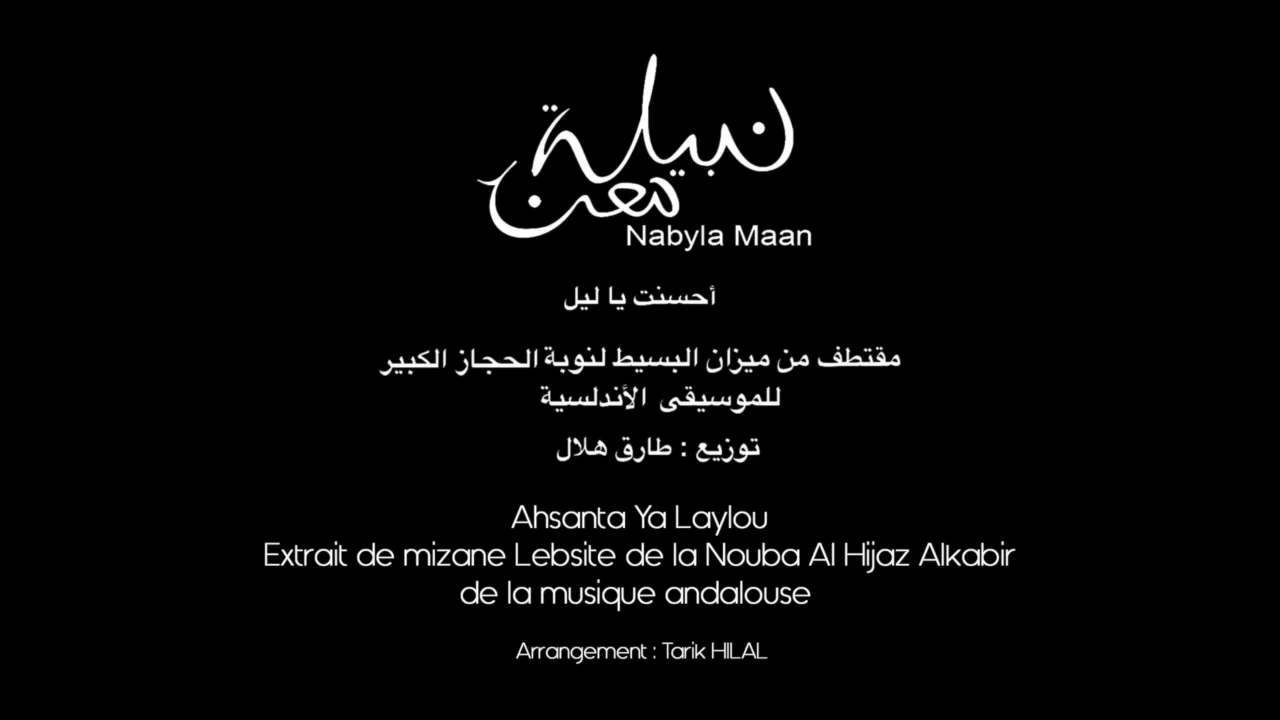 نبيلة
معن
Nabyla Maan
أحسنت يا ليل
مقتطف من ميزان البسيط لنوبة الحجاز الكبير
للموسيقى الأندلسية
توزيع : طارق هلال
Ahsanta Ya Laylou
Extrait de mizane Lebsite de la Nouba Al Hijaz Alkabir
de la musique andalouse
Arrangement : Tarik HILAL